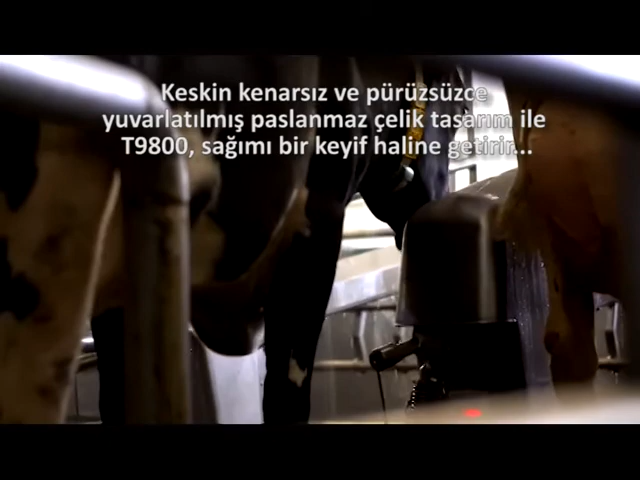 Keskin kenarsız ve pürüzsüzce
yuvarlatılmış paslanmaz çelik tasarım ile
T9800, sağımı bir keyif haline getirir...